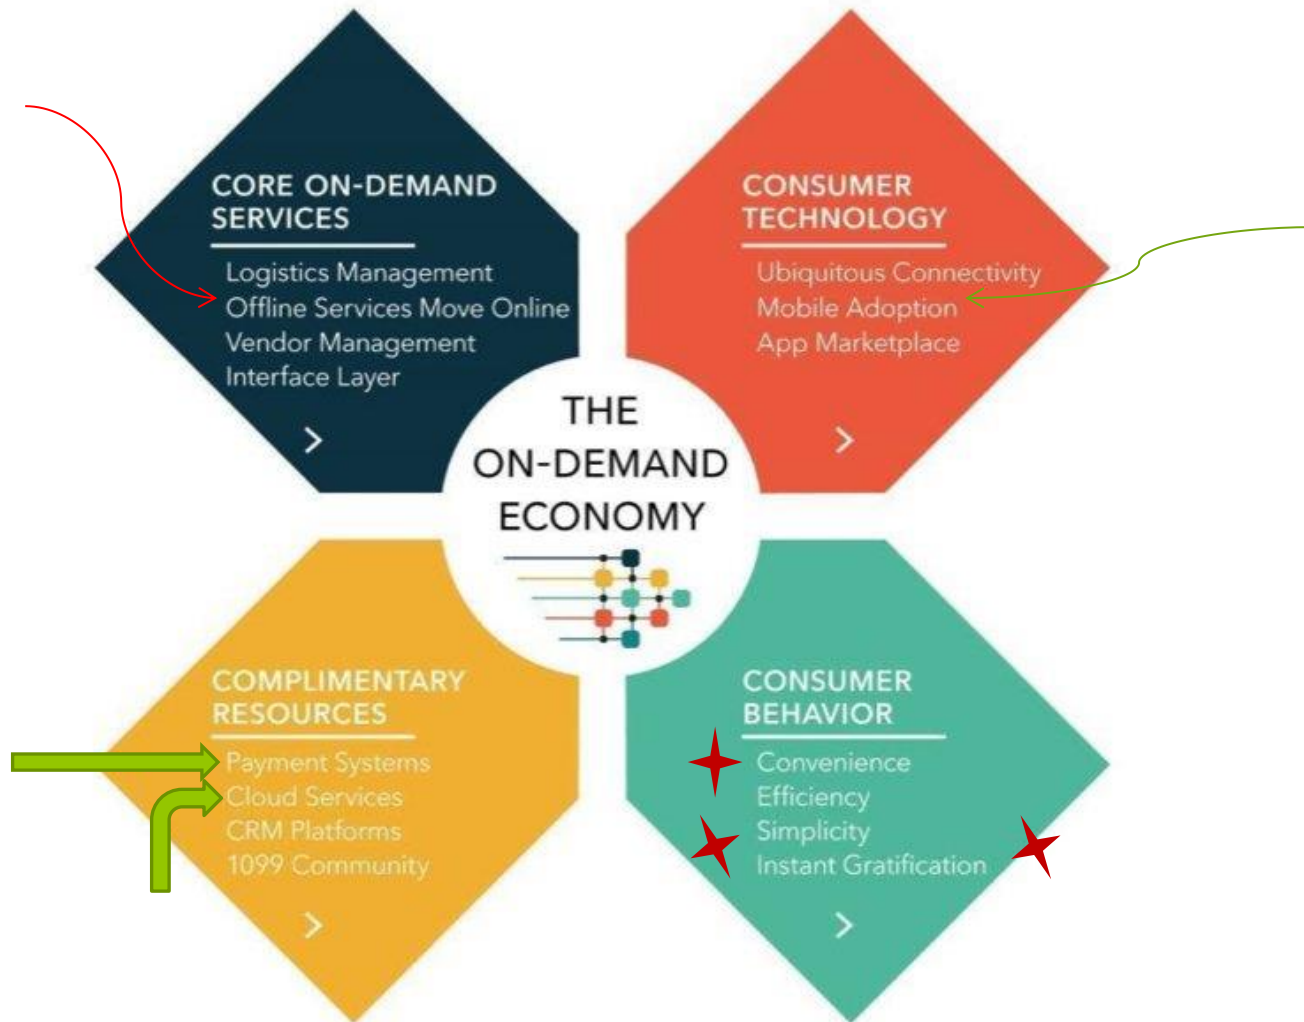 CORE ON-DEMAND
SERVICES
Logistics Management
Offline Services Move Online
Vendor Management
Interface Layer
CONSUMER
TECHNOLOGY
Ubiquitous Connectivity
Mobile Adoption
App Marketplace
THE
ON-DEMAND
ECONOMY
COMPLIMENTARY
RESOURCES
Payment Systems
Cloud Services
CRM Platforms
1099 Community
CONSUMER
BEHAVIOR
Convenience
Efficiency
Simplicity
Instant Gratification